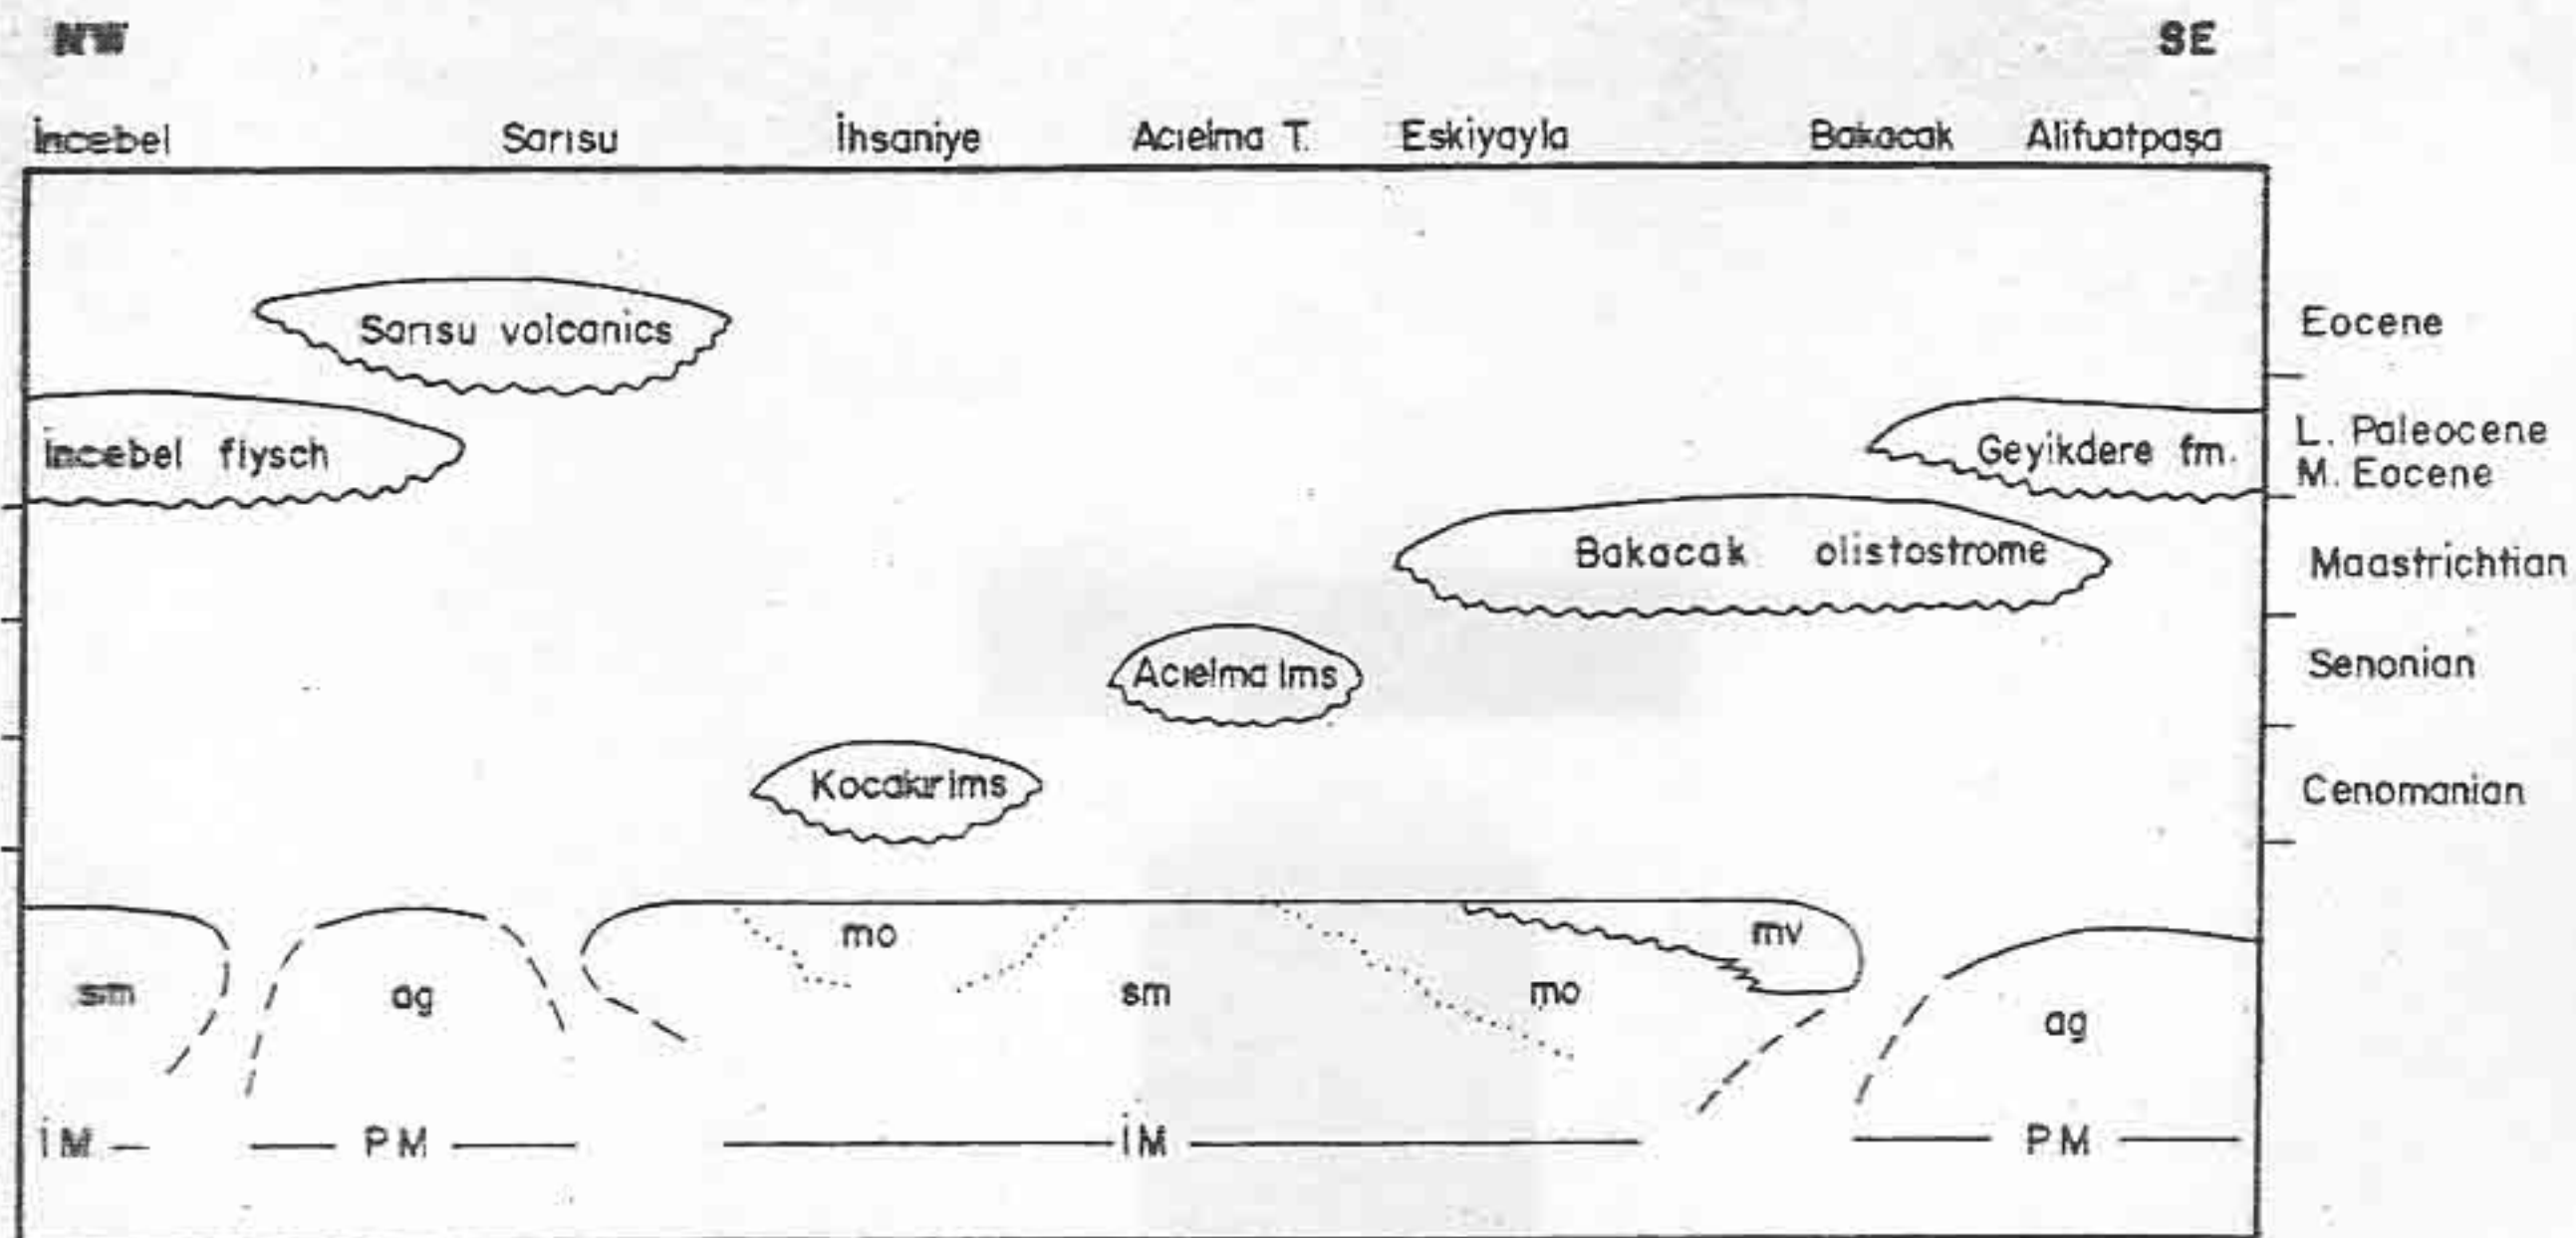 NW SE
İncebel Sarısu İhsaniye Acıelma T. Eskiyayla Bakacak Alifuatpaşa
Sarısu volcanics Eocene
İncebel flysch Geyikdere fm. L. Paleocene
M. Eocene
Bakacak olistostrome Maastrichtian
Acıelma lms Senonian
Kocakır lms Cenomanian
mo mv
sm ag sm mo ag
İM PM İM PM